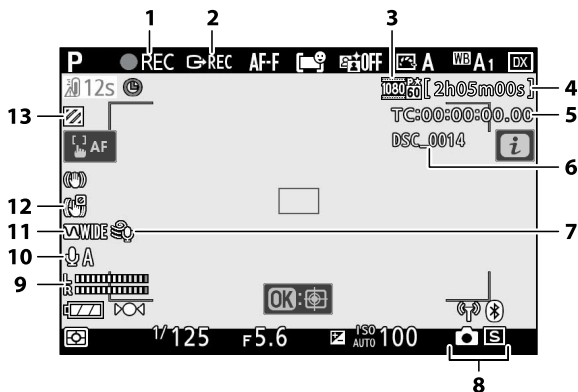 1 2 3
P REC REC AF-F OFF A WB A1 DX
12s 1080 P★ 60 [2h05m00s] 4
TC:00:00:00.00 5
13
AF DSC_0014 i
6
12
11 WIDE 7
10 A
9 L
R OK:
1/125 F5.6 ISO AUTO 100 S
8